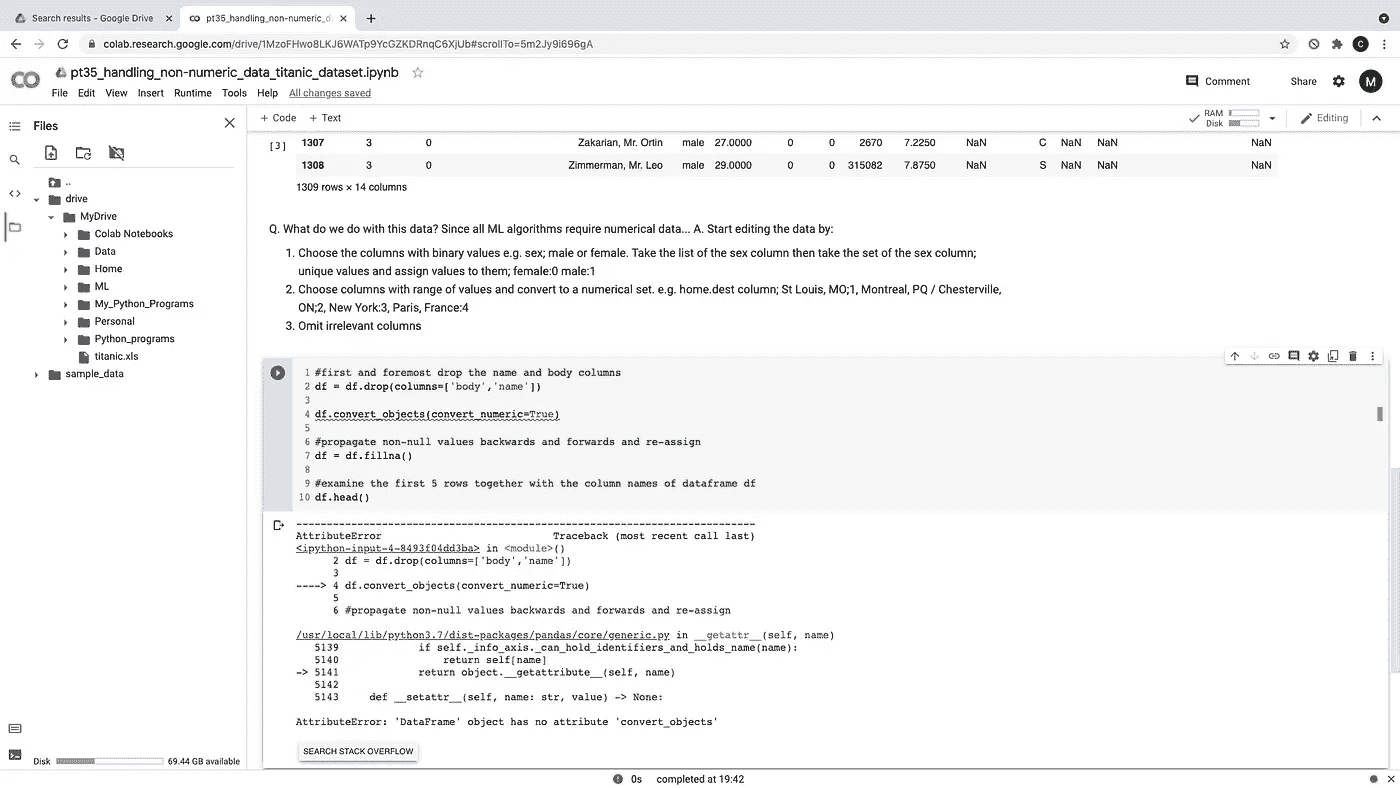 Search results - Google Drive
pt35_handling_non-numeric_d
colab.research.google.com/drive/1MzoFHwo8LKJ6WATp9YcGZKDRnqC6XjUb#scrollTo=5m2Jy9i696gA
C
pt35_handling_non-numeric_data_titanic_dataset.ipynb
Comment
Share
M
File Edit View Insert Runtime Tools Help All changes saved
Files
+ Code + Text
RAM
Disk
Editing
[3]
1307 3 0 Zakarian, Mr. Ortin male 27.0000 0 0 2670 7.2250 NaN C NaN NaN NaN
1308 3 0 Zimmerman, Mr. Leo male 29.0000 0 0 315082 7.8750 NaN S NaN NaN NaN
1309 rows × 14 columns
..
drive
MyDrive
Colab Notebooks
Data
Home
ML
My_Python_Programs
Personal
Python_programs
titanic.xls
sample_data
Q. What do we do with this data? Since all ML algorithms require numerical data... A. Start editing the data by:
1. Choose the columns with binary values e.g. sex; male or female. Take the list of the sex column then take the set of the sex column;
unique values and assign values to them; female:0 male:1
2. Choose columns with range of values and convert to a numerical set. e.g. home.dest column; St Louis, MO;1, Montreal, PQ / Chesterville,
ON;2, New York:3, Paris, France:4
3. Omit irrelevant columns
1 #first and foremost drop the name and body columns
2 df = df.drop(columns=['body','name'])
3
4 df.convert_objects(convert_numeric=True)
5
6 #propagate non-null values backwards and forwards and re-assign
7 df = df.fillna()
8
9 #examine the first 5 rows together with the column names of dataframe df
10 df.head()
---------------------------------------------------------------------------
AttributeError Traceback (most recent call last)
<ipython-input-4-8493f04dd3ba> in <module>()
2 df = df.drop(columns=['body','name'])
3
----> 4 df.convert_objects(convert_numeric=True)
5
6 #propagate non-null values backwards and forwards and re-assign
/usr/local/lib/python3.7/dist-packages/pandas/core/generic.py in __getattr__(self, name)
5139 if self._info_axis._can_hold_identifiers_and_holds_name(name):
5140 return self[name]
-> 5141 return object.__getattribute__(self, name)
5142
5143 def __setattr__(self, name: str, value) -> None:
AttributeError: 'DataFrame' object has no attribute 'convert_objects'
SEARCH STACK OVERFLOW
Disk 69.44 GB available
0s completed at 19:42